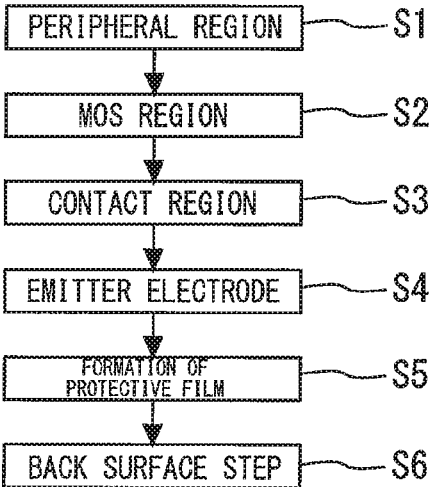 PERIPHERAL REGION S1
MOS REGION S2
CONTACT REGION S3
EMITTER ELECTRODE S4
FORMATION OF
PROTECTIVE FILM S5
BACK SURFACE STEP S6